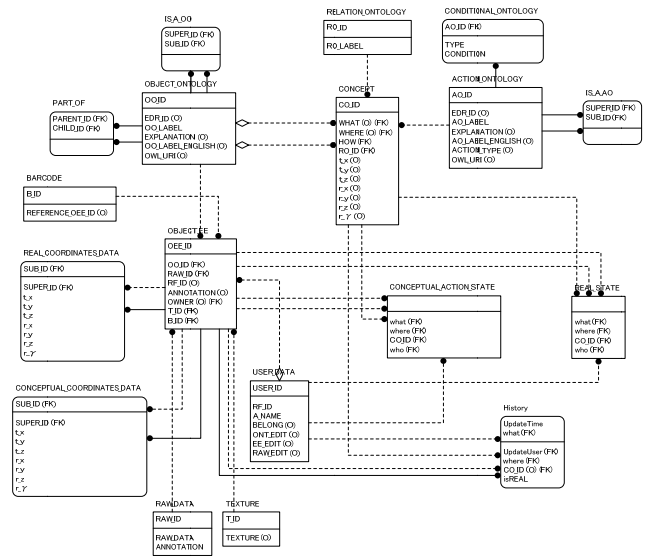 RELATION_ONTOLOGY
RO_ID
RO_LABEL
CONDITIONAL_ONTOLOGY
AO_ID (FK)
TYPE
CONDITION
IS_A_OO
SUPER_ID (FK)
SUB_ID (FK)
OBJECT_ONTOLOGY
OO_ID
EDR_ID (O)
OO_LABEL
EXPLANATION (O)
OO_LABEL_ENGLISH (O)
OWL_URI (O)
CONCEPT
CO_ID
WHAT (O) (FK)
WHERE (O) (FK)
HOW (FK)
RO_ID (FK)
t_x (O)
t_y (O)
t_z (O)
r_x (O)
r_y (O)
r_z (O)
r_γ (O)
ACTION_ONTOLOGY
AO_ID
EDR_ID (O)
AO_LABEL
EXPLANATION (O)
AO_LABEL_ENGLISH (O)
ACTION_TYPE (O)
OWL_URI (O)
IS_A_AO
SUPER_ID (FK)
SUB_ID (FK)
PART_OF
PARENT_ID (FK)
CHILD_ID (FK)
BARCODE
B_ID
REFERENCE_OEE_ID (O)
OBJECT_EE
OEE_ID
OO_ID (FK)
RAW_ID (FK)
RF_ID (O)
ANNOTATION (O)
OWNER (O) (FK)
T_ID (FK)
B_ID (FK)
REAL_COORDINATES_DATA
SUB_ID (FK)
SUPER_ID (FK)
t_x
t_y
t_z
r_x
r_y
r_z
r_γ
CONCEPTUAL_ACTION_STATE
what (FK)
where (FK)
CO_ID (FK)
who (FK)
REAL_STATE
what (FK)
where (FK)
CO_ID (FK)
who (FK)
USER_DATA
USER_ID
RF_ID
A_NAME
BELONG (O)
ONT_EDIT (O)
EE_EDIT (O)
RAW_EDIT (O)
CONCEPTUAL_COORDINATES_DATA
SUB_ID (FK)
SUPER_ID (FK)
t_x
t_y
t_z
r_x
r_y
r_z
r_γ
History
UpdateTime
what (FK)
UpdateUser (FK)
where (FK)
CO_ID (O) (FK)
isREAL
RAW_DATA
RAW_ID
RAW_DATA
ANNOTATION
TEXTURE
T_ID
TEXTURE (O)